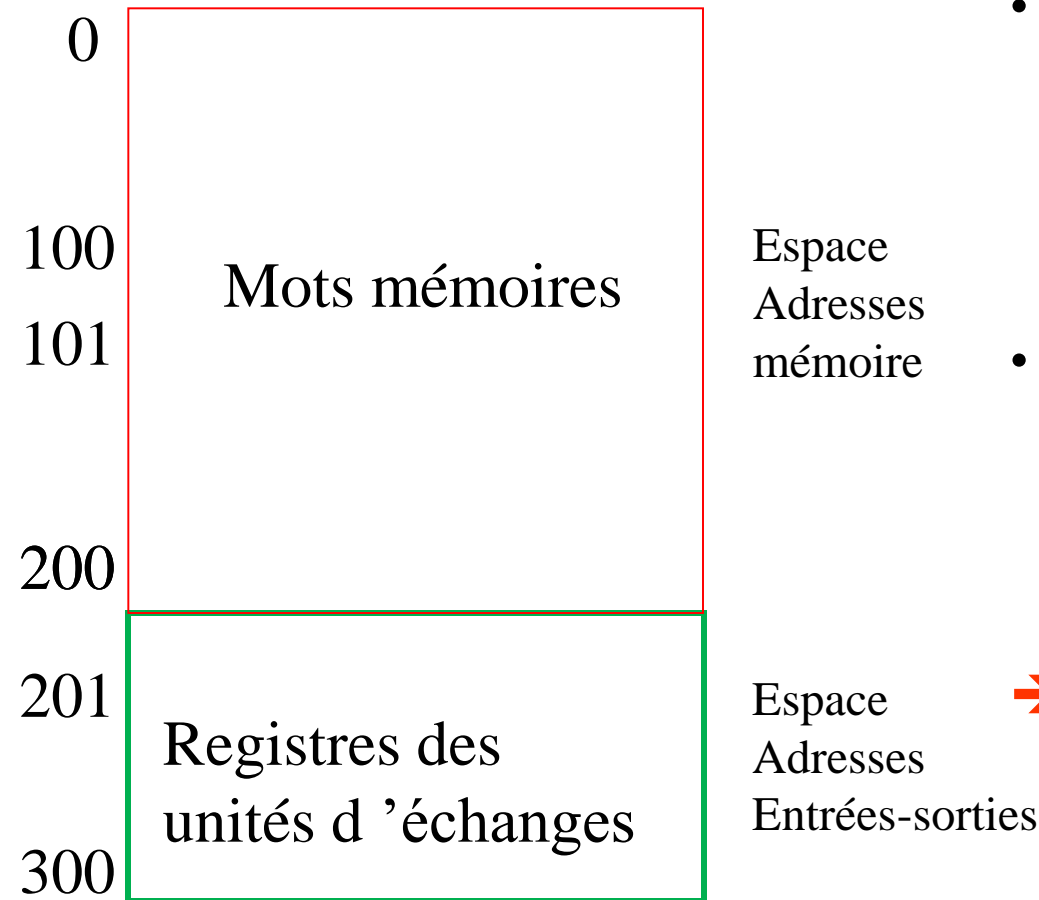 0
100
101
200
201
300
Mots mémoires
Registres des
unités d ’échanges
Espace
Adresses
mémoire
Espace
Adresses
Entrées-sorties